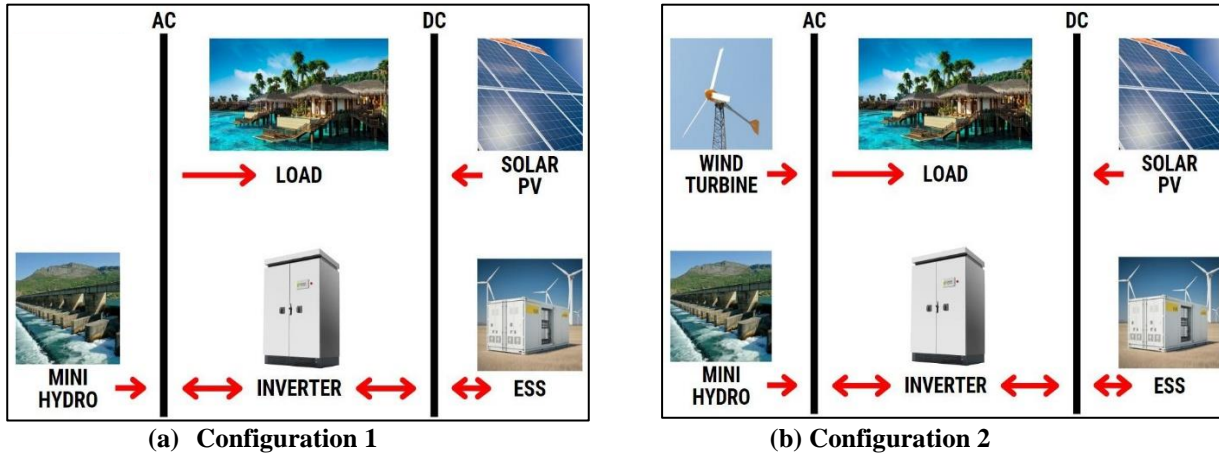 AC
DC
LOAD
SOLAR
PV
MINI
HYDRO
INVERTER
ESS
(a) Configuration 1
AC
DC
WIND
TURBINE
LOAD
SOLAR
PV
MINI
HYDRO
INVERTER
ESS
(b) Configuration 2